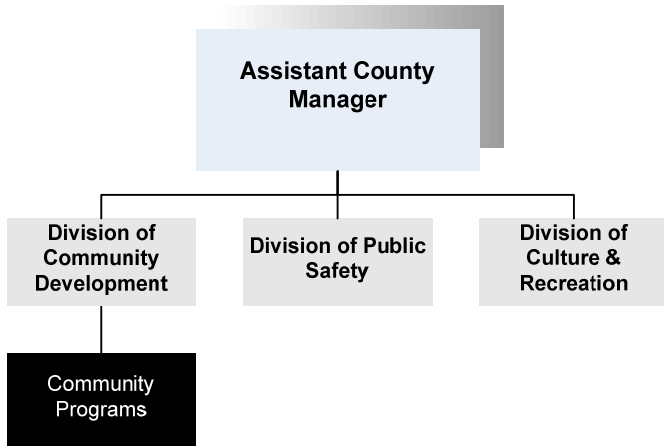 Assistant County
Manager
Division of
Community
Development
Division of Public
Safety
Division of
Culture &
Recreation
Community
Programs